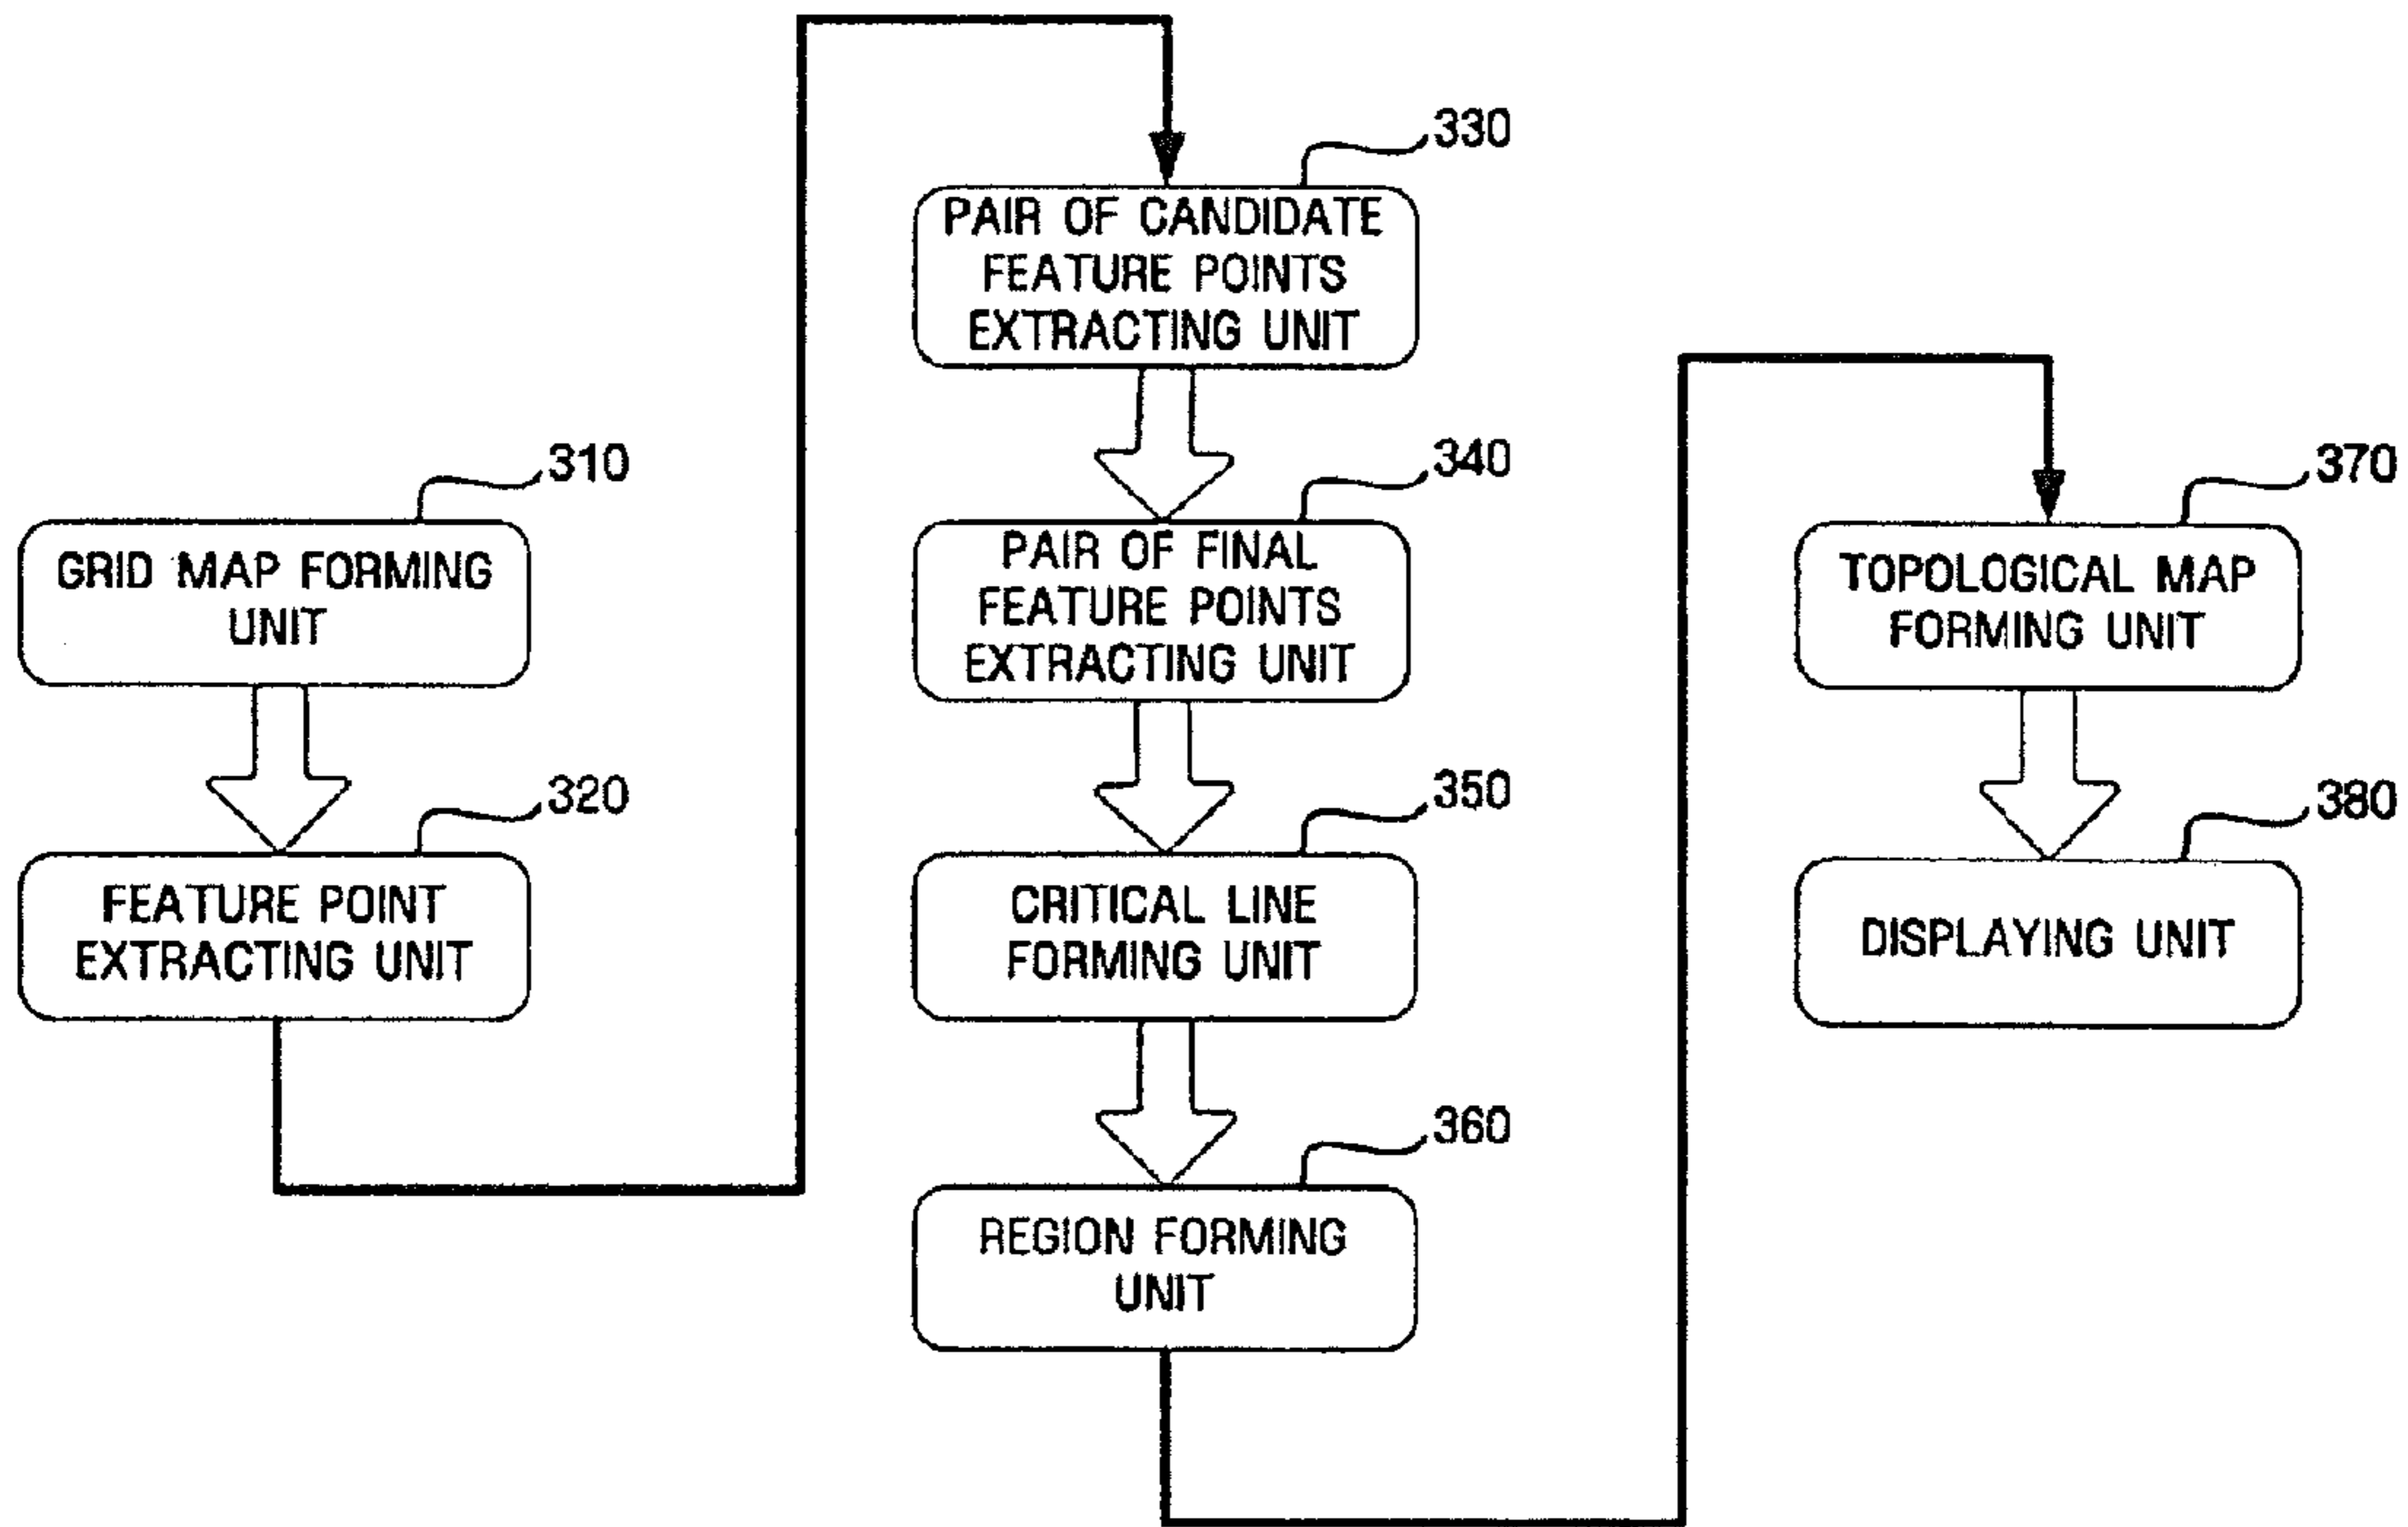 310
GRID MAP FORMING
UNIT
320
FEATURE POINT
EXTRACTING UNIT
330
PAIR OF CANDIDATE
FEATURE POINTS
EXTRACTING UNIT
340
PAIR OF FINAL
FEATURE POINTS
EXTRACTING UNIT
350
CRITICAL LINE
FORMING UNIT
360
REGION FORMING
UNIT
370
TOPOLOGICAL MAP
FORMING UNIT
380
DISPLAYING UNIT